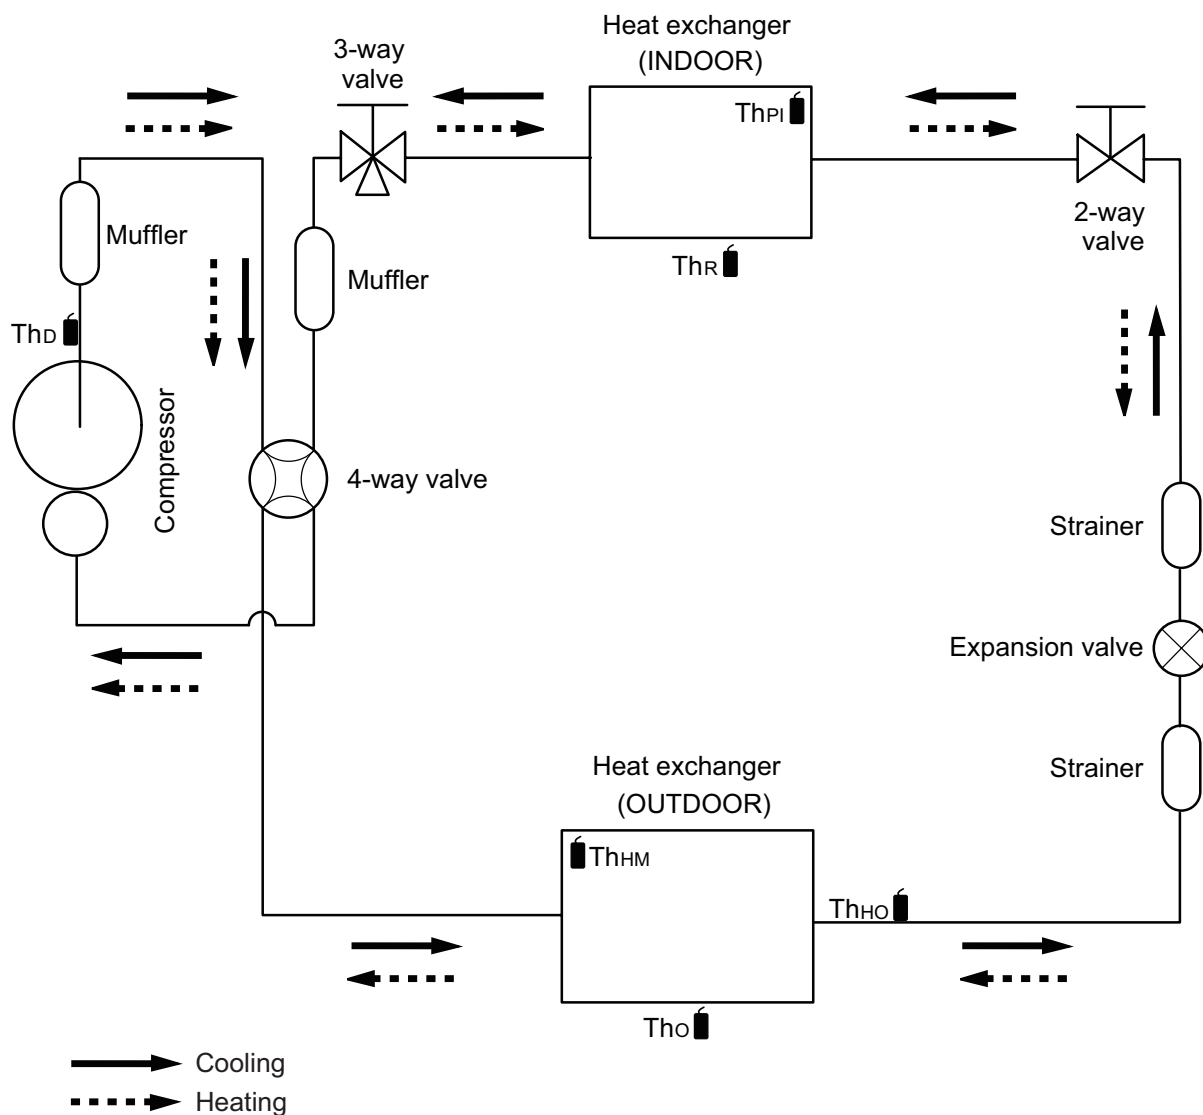 Heat exchanger
(INDOOR)
3-way
valve
ThPI
2-way
valve
Muffler
ThR
Muffler
ThD
Compressor
4-way valve
Strainer
Expansion valve
Strainer
Heat exchanger
(OUTDOOR)
ThHM
ThHO
ThO
Cooling
Heating